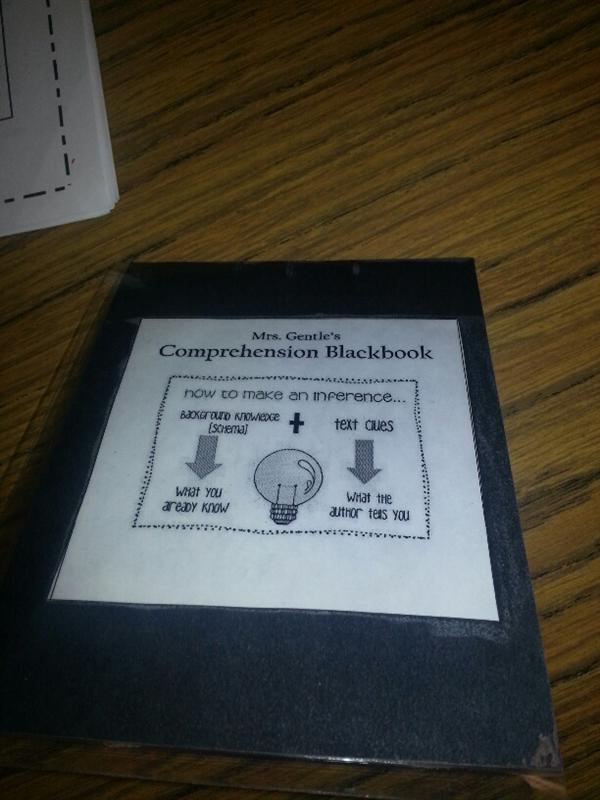 Mrs. Gentle's
Comprehension Blackbook
how to make an inference...
Background Knowledge + text clues
[schema]
What you What the
already know author tells you